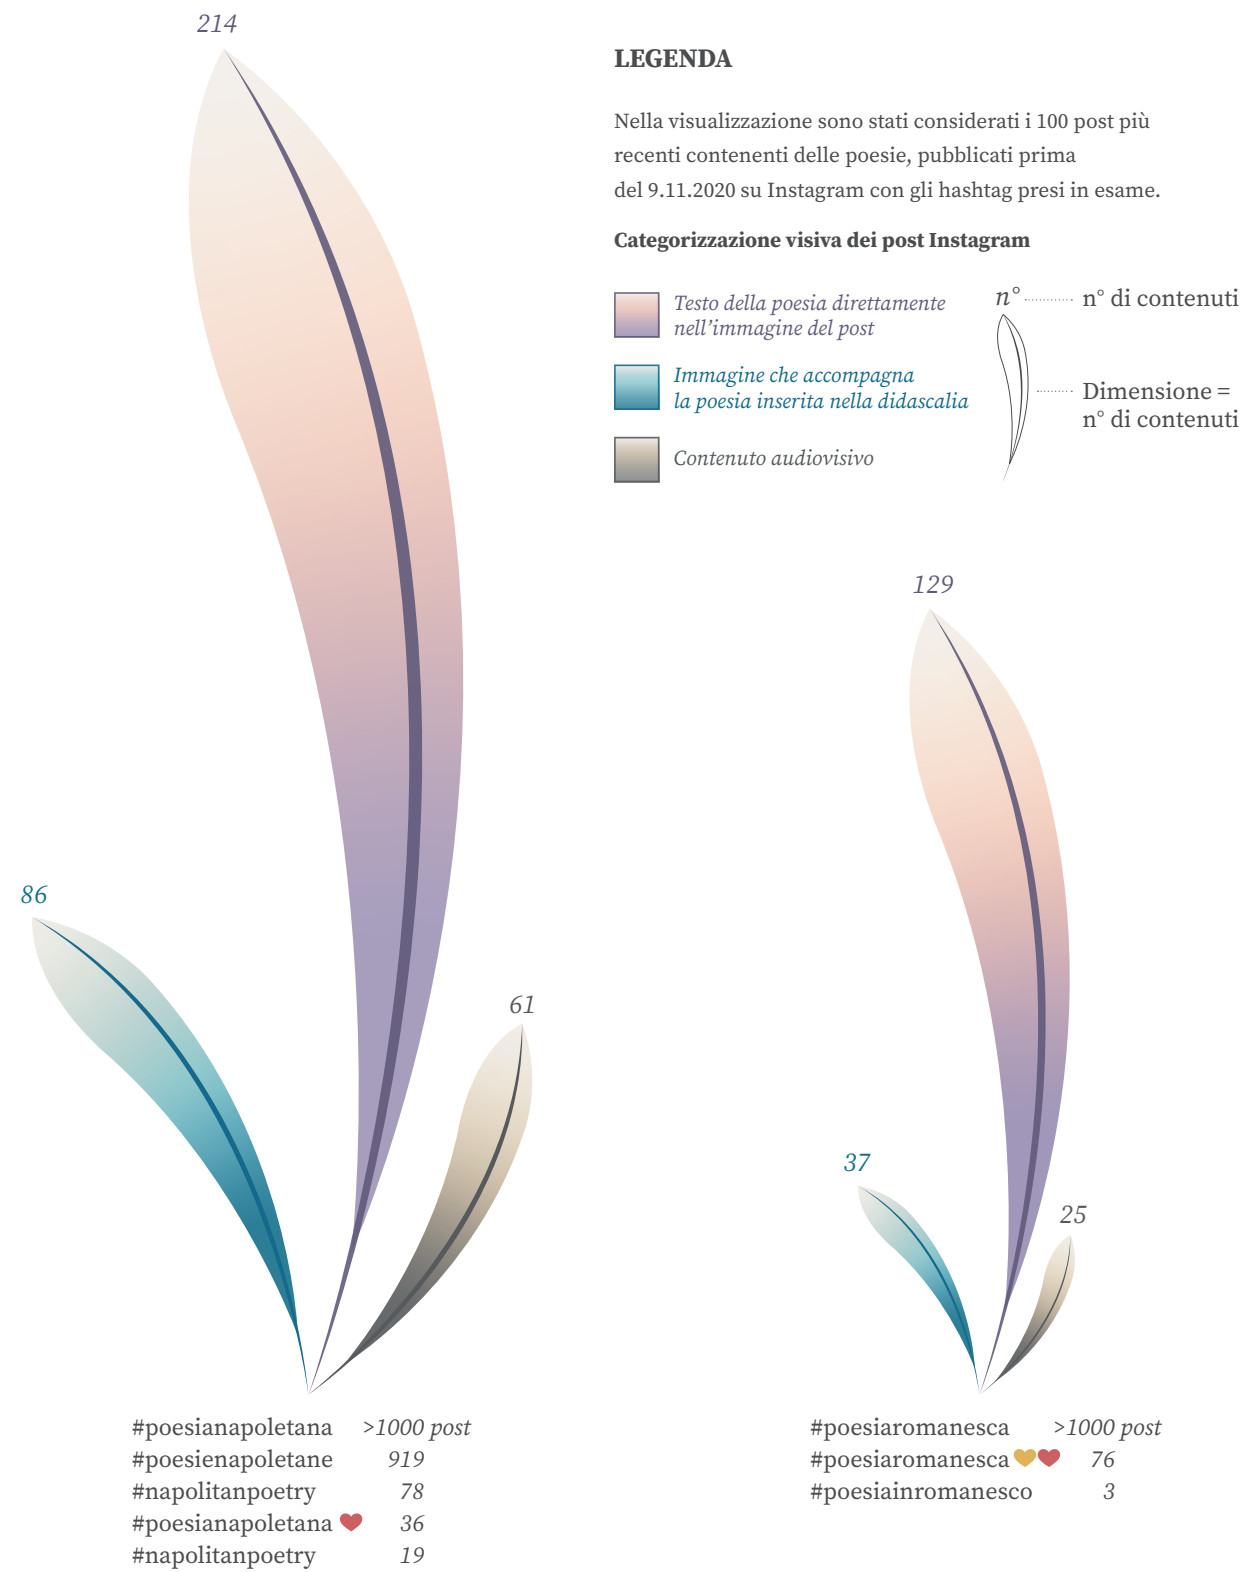 214
LEGENDA
Nella visualizzazione sono stati considerati i 100 post più
recenti contenenti delle poesie, pubblicati prima
del 9.11.2020 su Instagram con gli hashtag presi in esame.
Categorizzazione visiva dei post Instagram
Testo della poesia direttamente
nell’immagine del post
Immagine che accompagna
la poesia inserita nella didascalia
Contenuto audiovisivo
n°
n° di contenuti
Dimensione =
n° di contenuti
129
86
61
37
25
#poesianapoletana >1000 post
#poesienapoletane 919
#napolitanpoetry 78
#poesianapoletana ❤ 36
#napolitanpoetry 19
#poesiaromanesca >1000 post
#poesiaromanesca 💛❤ 76
#poesiainromanesco 3